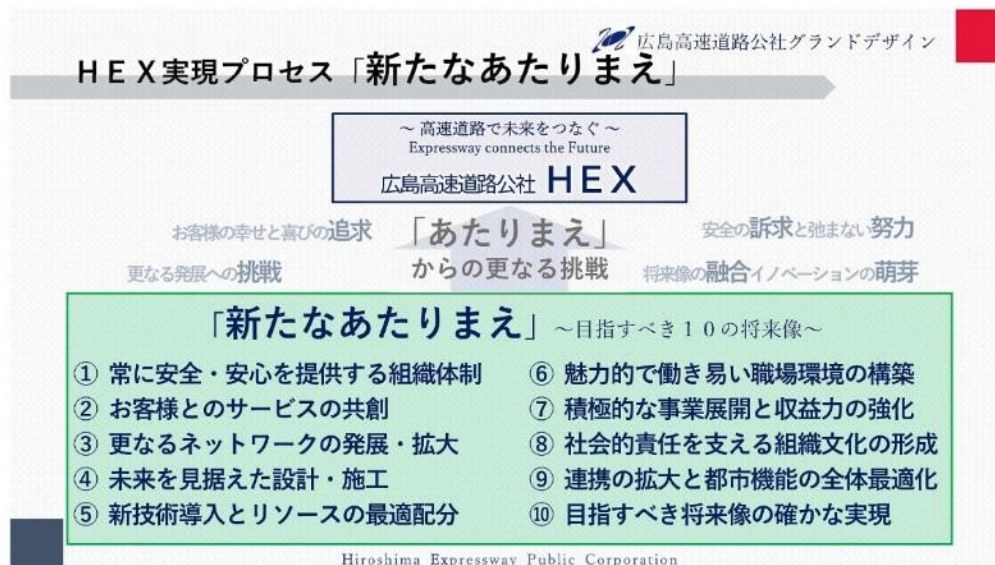 広島高速道路公社グランドデザイン
HEX実現プロセス「新たなあたりまえ」
～ 高速道路で未来をつなぐ ～
Expressway connects the Future
広島高速道路公社 HEX
お客様の幸せと喜びの追求
「あたりまえ」
安全の訴求と弛まない努力
更なる発展への挑戦
からの更なる挑戦
将来像の融合イノベーションの萌芽
「新たなあたりまえ」～目指すべき１０の将来像～
① 常に安全・安心を提供する組織体制
② お客様とのサービスの共創
③ 更なるネットワークの発展・拡大
④ 未来を見据えた設計・施工
⑤ 新技術導入とリソースの最適配分
⑥ 魅力的で働き易い職場環境の構築
⑦ 積極的な事業展開と収益力の強化
⑧ 社会的責任を支える組織文化の形成
⑨ 連携の拡大と都市機能の全体最適化
⑩ 目指すべき将来像の確かな実現
Hiroshima Expressway Public Corporation